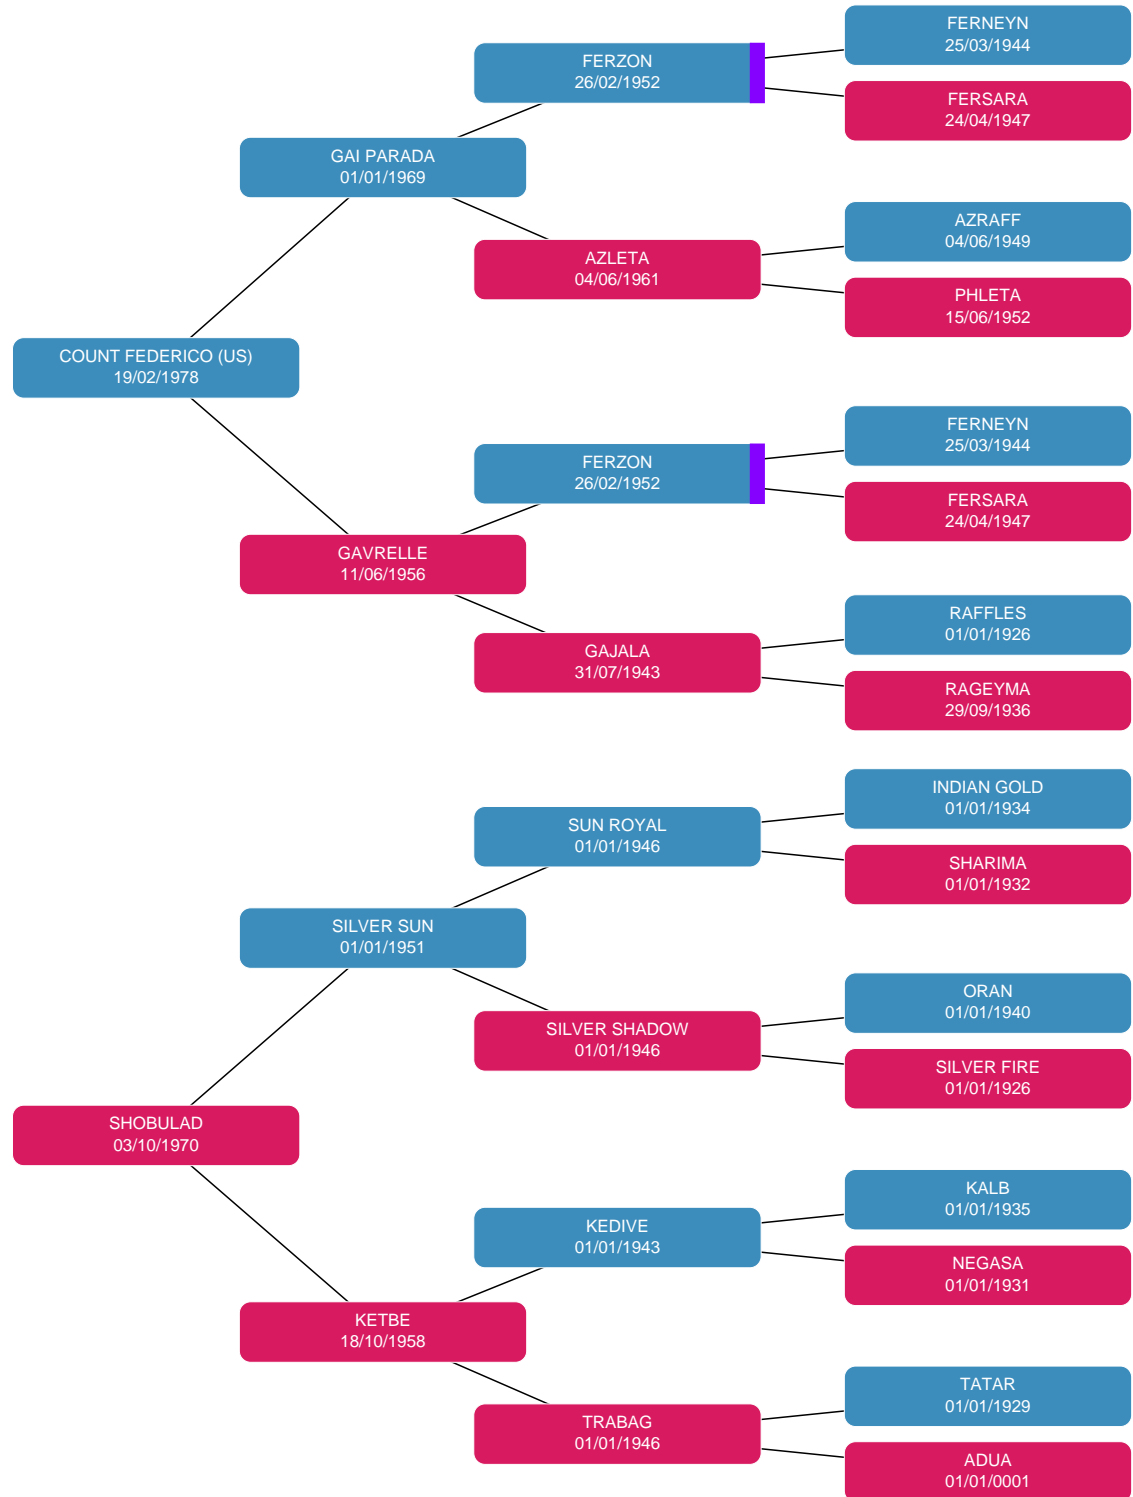 FERNEYN
25/03/1944
FERZON
26/02/1952
FERSARA
24/04/1947
GAI PARADA
01/01/1969
AZRAFF
04/06/1949
AZLETA
04/06/1961
PHLETA
15/06/1952
COUNT FEDERICO (US)
19/02/1978
FERNEYN
25/03/1944
FERZON
26/02/1952
FERSARA
24/04/1947
GAVRELLE
11/06/1956
RAFFLES
01/01/1926
GAJALA
31/07/1943
RAGEYMA
29/09/1936
INDIAN GOLD
01/01/1934
SUN ROYAL
01/01/1946
SHARIMA
01/01/1932
SILVER SUN
01/01/1951
ORAN
01/01/1940
SILVER SHADOW
01/01/1946
SILVER FIRE
01/01/1926
SHOBULAD
03/10/1970
KALB
01/01/1935
KEDIVE
01/01/1943
NEGASA
01/01/1931
KETBE
18/10/1958
TATAR
01/01/1929
TRABAG
01/01/1946
ADUA
01/01/0001